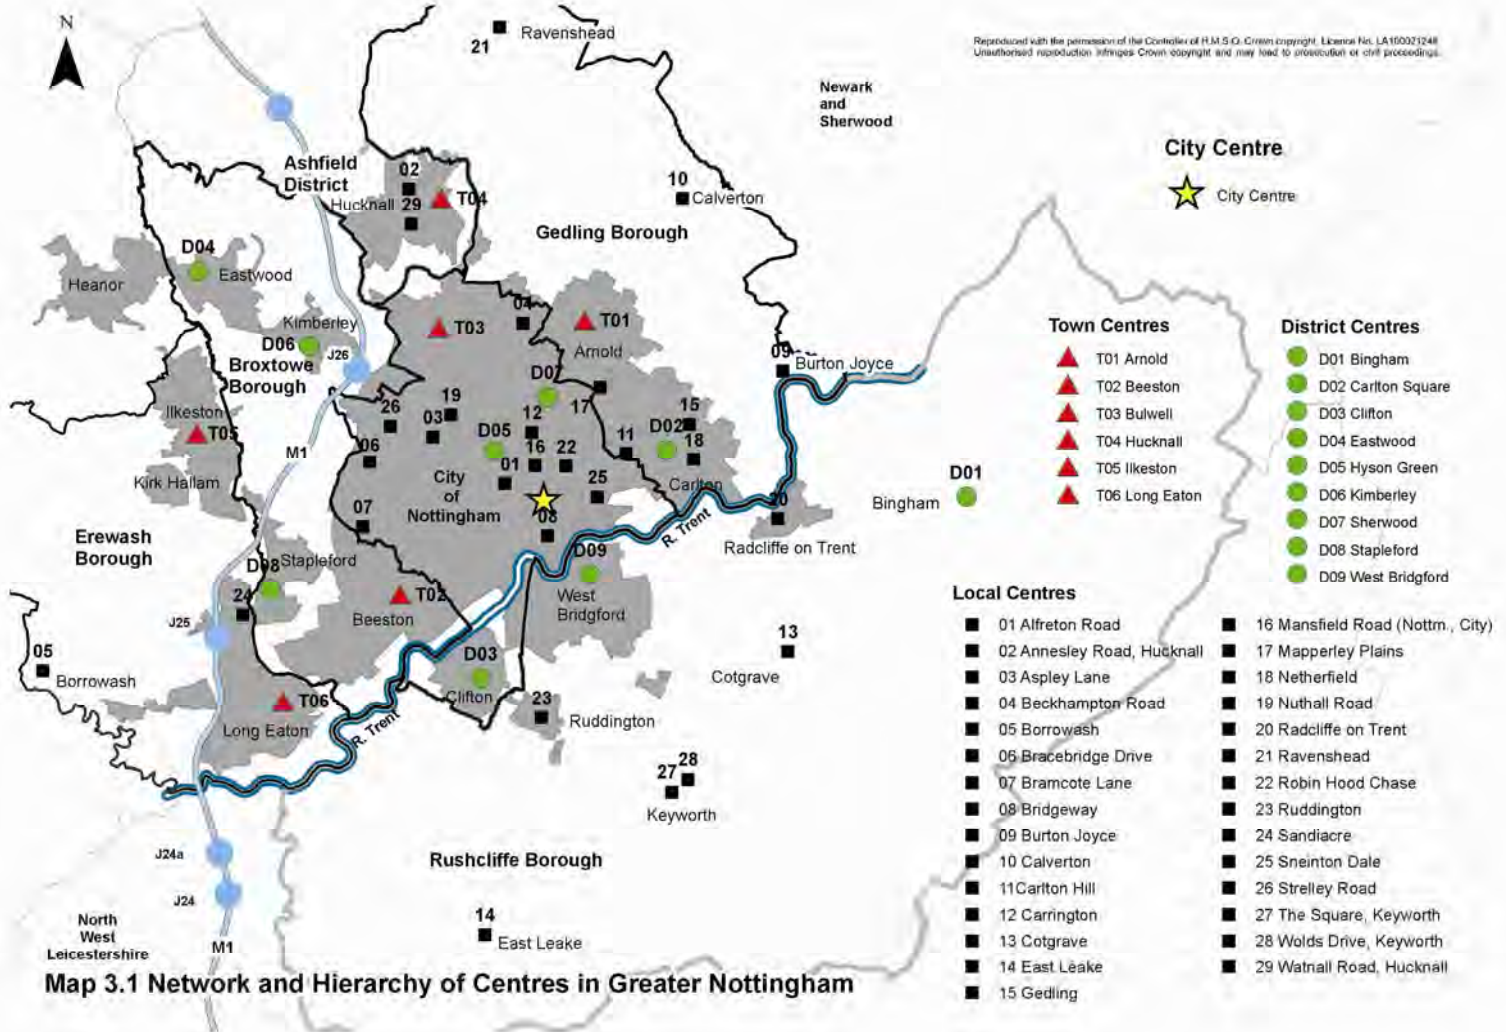 N
21
Ravenshead
Reproduced with the permission of the Controller of H.M.S.O. Crown copyright, Licence No. LA100021248
Unauthorised reproduction infringes Crown copyright and may lead to prosecution or civil proceedings.
Newark
and
Sherwood
Ashfield
District
02
Hucknall
29
T04
10
Calverton
Gedling Borough
City Centre
City Centre
D04
Eastwood
Heanor
Kimberley
D06
J26
Broxtowe
Borough
T03
04
T01
Arnold
09
Burton Joyce
Ilkeston
T05
Kirk Hallam
M1
26
19
03
06
D05
D07
12
17
16
22
01
11
D02
15
18
Carlton
25
City
of
Nottingham
07
08
20
R. Trent
Radcliffe on Trent
Bingham
D01
Erewash
Borough
D08
Stapleford
24
J25
T02
Beeston
D09
West
Bridgford
05
Borrowash
D03
Clifton
13
Cotgrave
T06
Long Eaton
R. Trent
23
Ruddington
27
28
Keyworth
J24a
J24
Rushcliffe Borough
North
West
Leicestershire
M1
14
East Leake
Map 3.1 Network and Hierarchy of Centres in Greater Nottingham
Town Centres
T01 Arnold
T02 Beeston
T03 Bulwell
T04 Hucknall
T05 Ilkeston
T06 Long Eaton
District Centres
D01 Bingham
D02 Carlton Square
D03 Clifton
D04 Eastwood
D05 Hyson Green
D06 Kimberley
D07 Sherwood
D08 Stapleford
D09 West Bridgford
Local Centres
01 Alfreton Road
02 Annesley Road, Hucknall
03 Aspley Lane
04 Beckhampton Road
05 Borrowash
06 Bracebridge Drive
07 Bramcote Lane
08 Bridgeway
09 Burton Joyce
10 Calverton
11Carlton Hill
12 Carrington
13 Cotgrave
14 East Leake
15 Gedling
16 Mansfield Road (Nottm., City)
17 Mapperley Plains
18 Netherfield
19 Nuthall Road
20 Radcliffe on Trent
21 Ravenshead
22 Robin Hood Chase
23 Ruddington
24 Sandiacre
25 Sneinton Dale
26 Strelley Road
27 The Square, Keyworth
28 Wolds Drive, Keyworth
29 Watnall Road, Hucknall